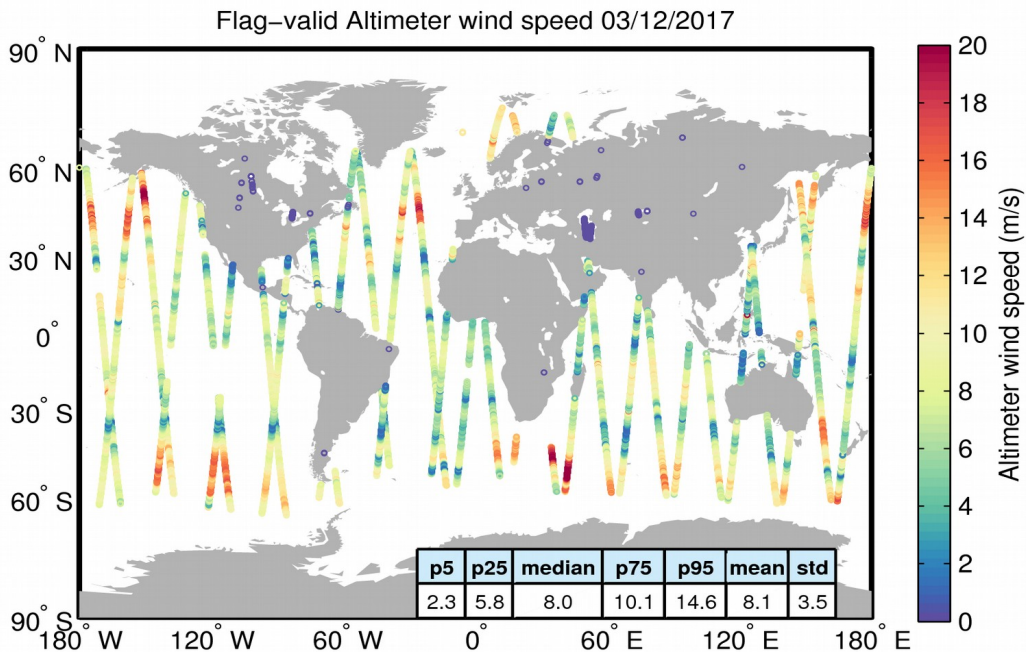 Flag−valid Altimeter wind speed 03/12/2017
90° N
60° N
30° N
0°
30° S
60° S
90° S
180° W 120° W 60° W 0° 60° E 120° E 180° E
p5 p25 median p75 p95 mean std
2.3 5.8 8.0 10.1 14.6 8.1 3.5
20
18
16
14
12
10
8
6
4
2
0
Altimeter wind speed (m/s)